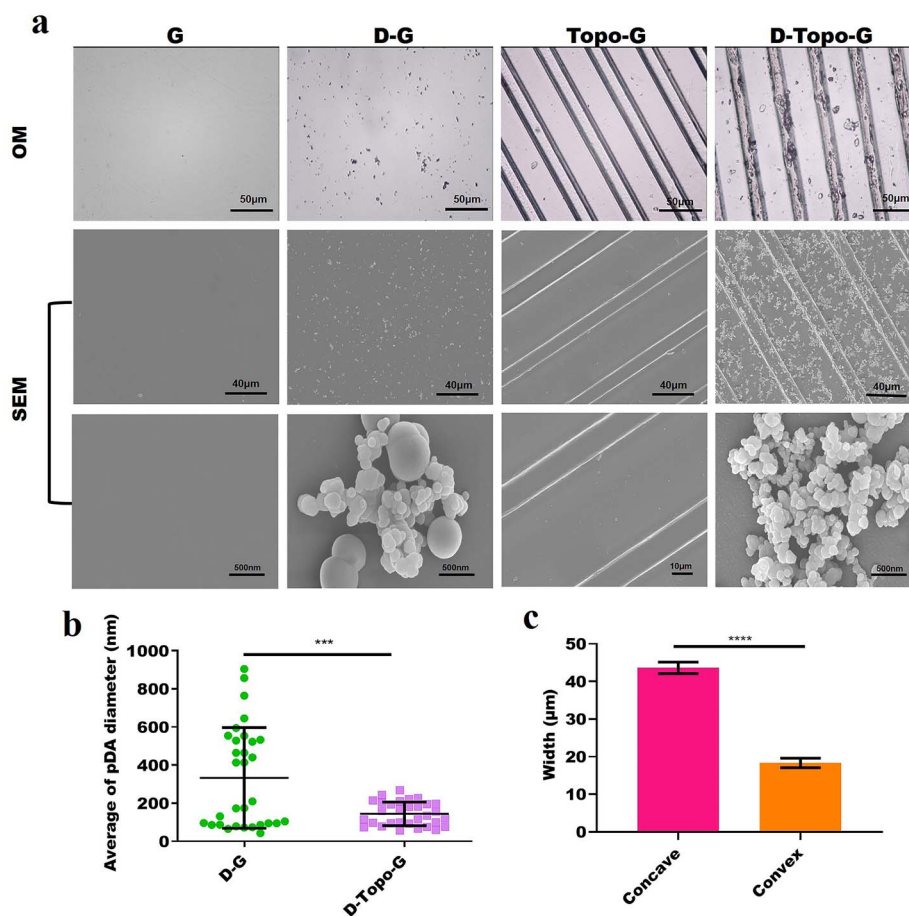 a
G D-G Topo-G D-Topo-G
OM
50μm 50μm 50μm 50μm
SEM
40μm 40μm 40μm 40μm
500nm 500nm 10μm 500nm
b
***
Average of pDA diameter (nm)
1000
800
600
400
200
0
D-G D-Topo-G
c
****
Width (μm)
50
40
30
20
10
0
Concave Convex